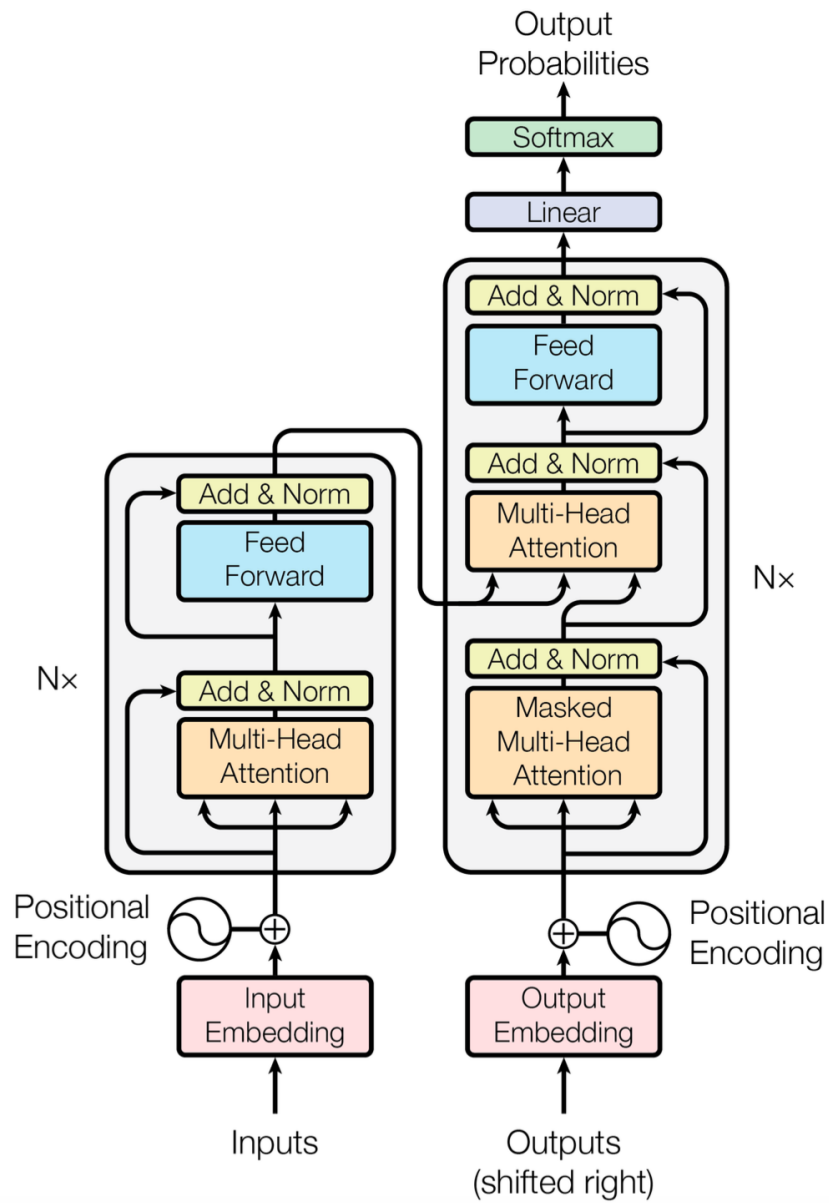 Output
Probabilities
Softmax
Linear
Add & Norm
Feed
Forward
Add & Norm
Multi-Head
Attention
Add & Norm
Masked
Multi-Head
Attention
N×
Add & Norm
Feed
Forward
Add & Norm
Multi-Head
Attention
N×
Positional
Encoding
Positional
Encoding
Input
Embedding
Output
Embedding
Inputs
Outputs
(shifted right)